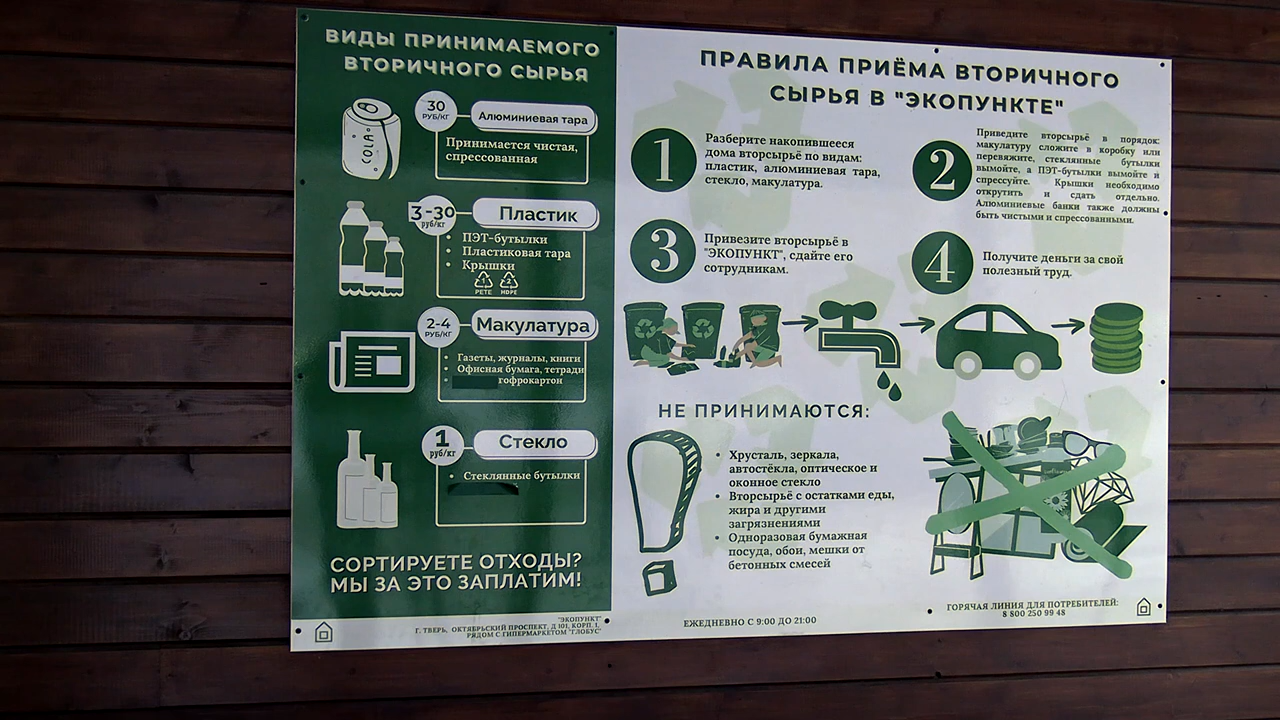 ВИДЫ ПРИНИМАЕМОГО
ВТОРИЧНОГО СЫРЬЯ
30
РУБ/КГ
Алюминиевая тара
Принимается чистая,
спрессованная
COLA
3-30
руб/кг
Пластик
• ПЭТ-бутылки
• Пластиковая тара
• Крышки
1
2
PETE
HDPE
2-4
РУБ/КГ
Макулатура
• Газеты, журналы, книги
• Офисная бумага, тетради
• гофрокартон
1
руб/кг
Стекло
• Стеклянные бутылки
СОРТИРУЕТЕ ОТХОДЫ?
МЫ ЗА ЭТО ЗАПЛАТИМ!
"ЭКОПУНКТ"
Г. ТВЕРЬ, ОКТЯБРЬСКИЙ ПРОСПЕКТ, Д 101, КОРП. 1,
РЯДОМ С ГИПЕРМАРКЕТОМ "ГЛОБУС"
ПРАВИЛА ПРИЁМА ВТОРИЧНОГО
СЫРЬЯ В "ЭКОПУНКТЕ"
1
Разберите накопившееся
дома вторсырьё по видам:
пластик, алюминиевая тара,
стекло, макулатура.
2
Приведите вторсырьё в порядок:
макулатуру сложите в коробку или
перевяжите, стеклянные бутылки
вымойте, а ПЭТ-бутылки вымойте и
спрессуйте. Крышки необходимо
открутить и сдать отдельно.
Алюминиевые банки также должны
быть чистыми и спрессованными.
3
Привезите вторсырьё в
"ЭКОПУНКТ", сдайте его
сотрудникам.
4
Получите деньги за свой
полезный труд.
НЕ ПРИНИМАЮТСЯ:
• Хрусталь, зеркала,
автостёкла, оптическое и
оконное стекло
• Вторсырьё с остатками еды,
жира и другими
загрязнениями
• Одноразовая бумажная
посуда, обои, мешки от
бетонных смесей
ЕЖЕДНЕВНО С 9:00 ДО 21:00
ГОРЯЧАЯ ЛИНИЯ ДЛЯ ПОТРЕБИТЕЛЕЙ:
8 800 250 99 48